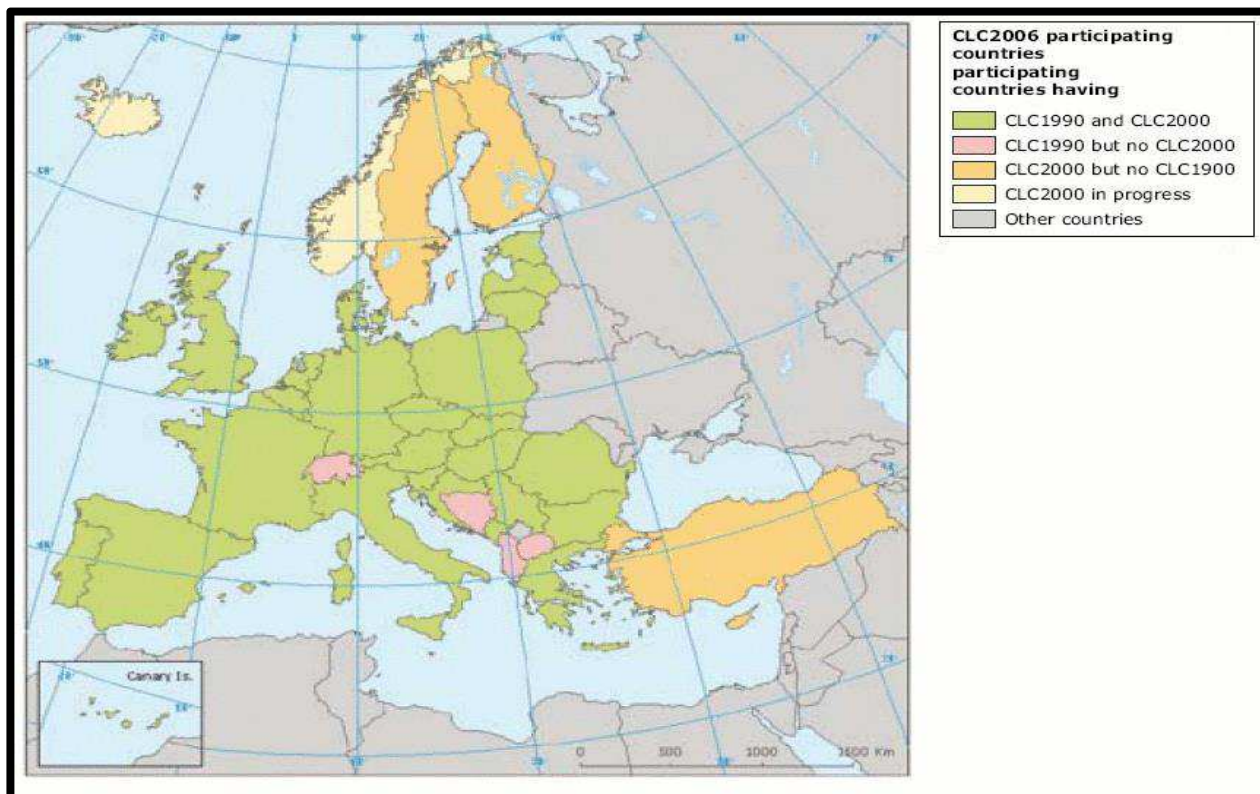 CLC2006 participating
countries
participating
countries having
CLC1990 and CLC2000
CLC1990 but no CLC2000
CLC2000 but no CLC1900
CLC2000 in progress
Other countries
Canary Is.
0 500 1000 1500 Km